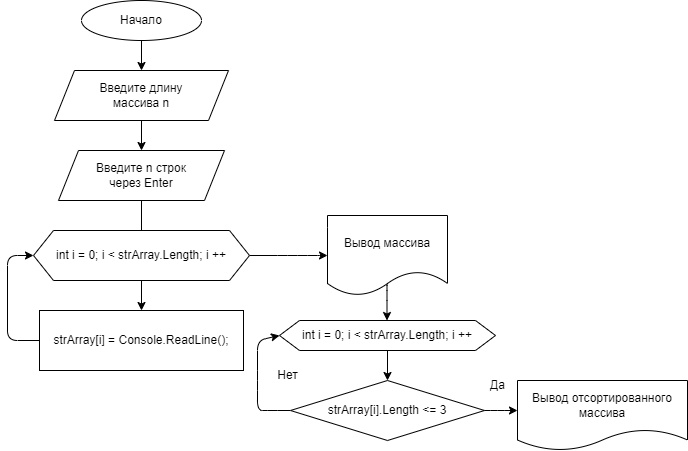 Начало
Введите длину
массива n
Введите n строк
через Enter
int i = 0; i < strArray.Length; i ++
strArray[i] = Console.ReadLine();
Вывод массива
int i = 0; i < strArray.Length; i ++
Нет
strArray[i].Length <= 3
Да
Вывод отсортированного
массива